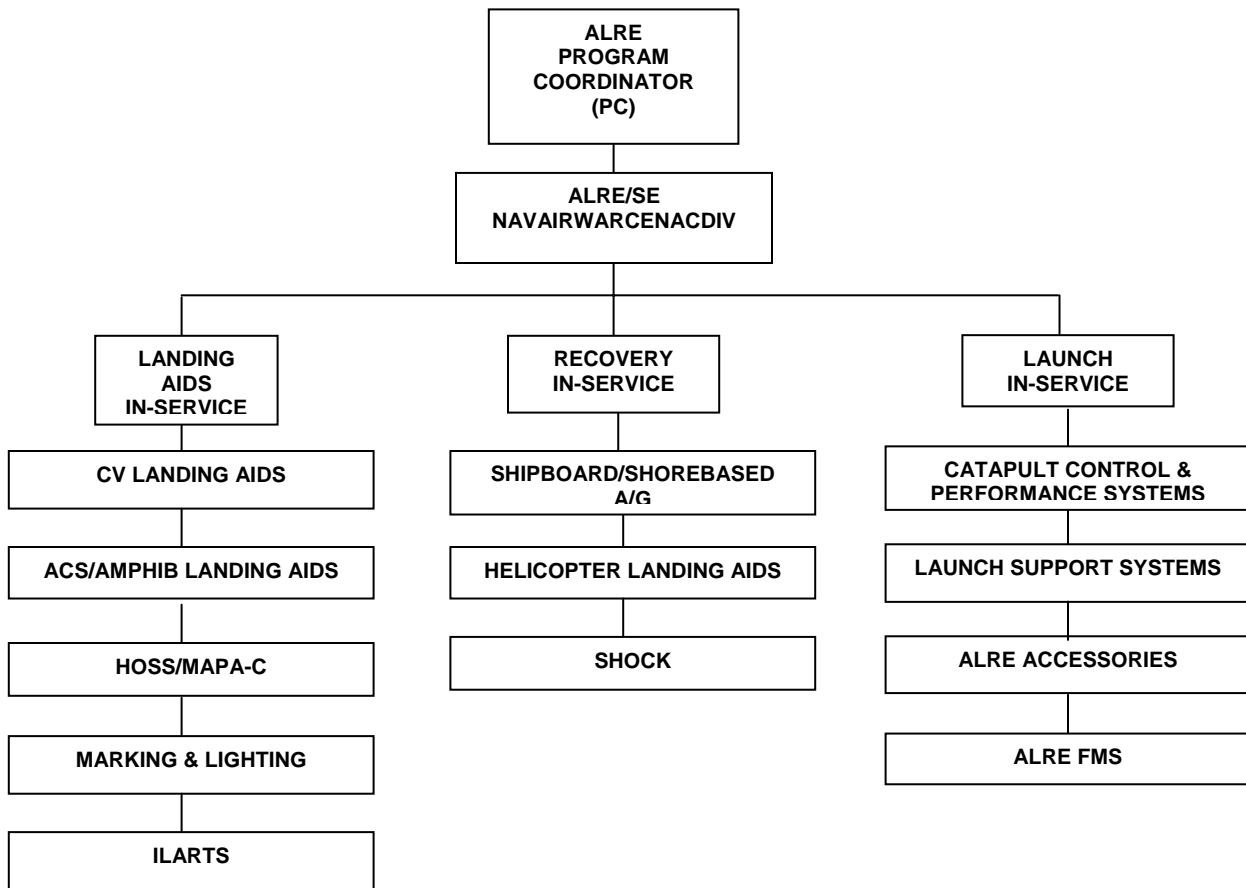 ALRE
PROGRAM
COORDINATOR
(PC)
ALRE/SE
NAVAIRWARCENACDIV
LANDING
AIDS
IN-SERVICE
RECOVERY
IN-SERVICE
LAUNCH
IN-SERVICE
CV LANDING AIDS
SHIPBOARD/SHOREBASED
A/G
CATAPULT CONTROL &
PERFORMANCE SYSTEMS
ACS/AMPHIB LANDING AIDS
HELICOPTER LANDING AIDS
LAUNCH SUPPORT SYSTEMS
HOSS/MAPA-C
SHOCK
ALRE ACCESSORIES
MARKING & LIGHTING
ALRE FMS
ILARTS